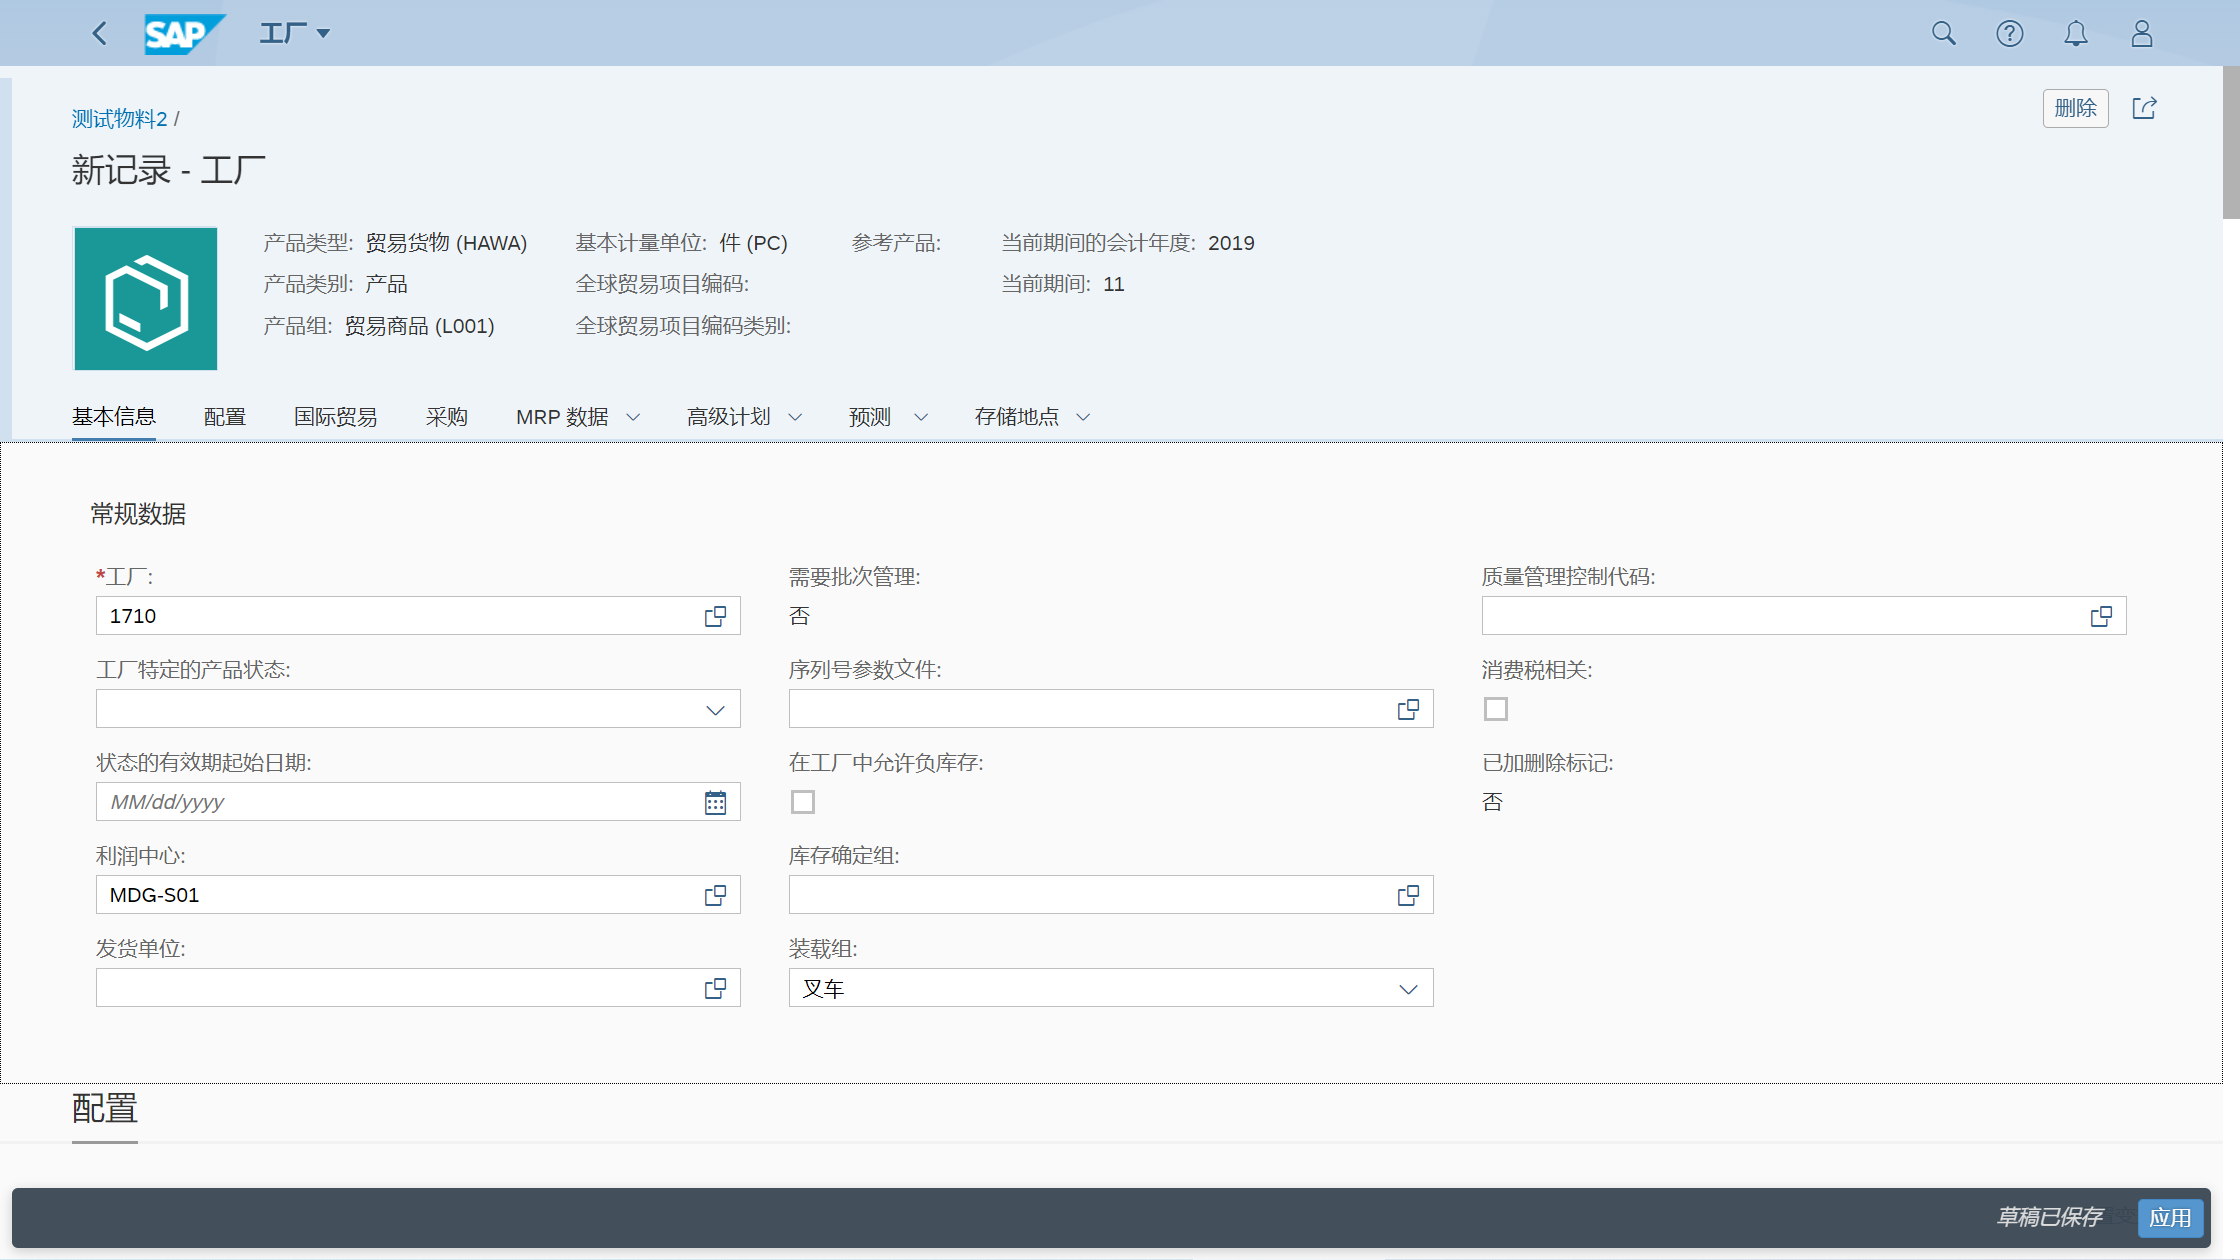 SAP 工厂
测试物料2 /
删除
新记录 - 工厂
产品类型: 贸易货物 (HAWA) 基本计量单位: 件 (PC) 参考产品: 当前期间的会计年度: 2019
产品类别: 产品 全球贸易项目编码: 当前期间: 11
产品组: 贸易商品 (L001) 全球贸易项目编码类别:
基本信息 配置 国际贸易 采购 MRP 数据 高级计划 预测 存储地点
常规数据
*工厂: 需要批次管理: 质量管理控制代码:
1710 否
工厂特定的产品状态: 序列号参数文件: 消费税相关:
状态的有效期起始日期: 在工厂中允许负库存: 已加删除标记:
MM/dd/yyyy 否
利润中心: 库存确定组:
MDG-S01
发货单位: 装载组:
叉车
配置
草稿已保存 应用